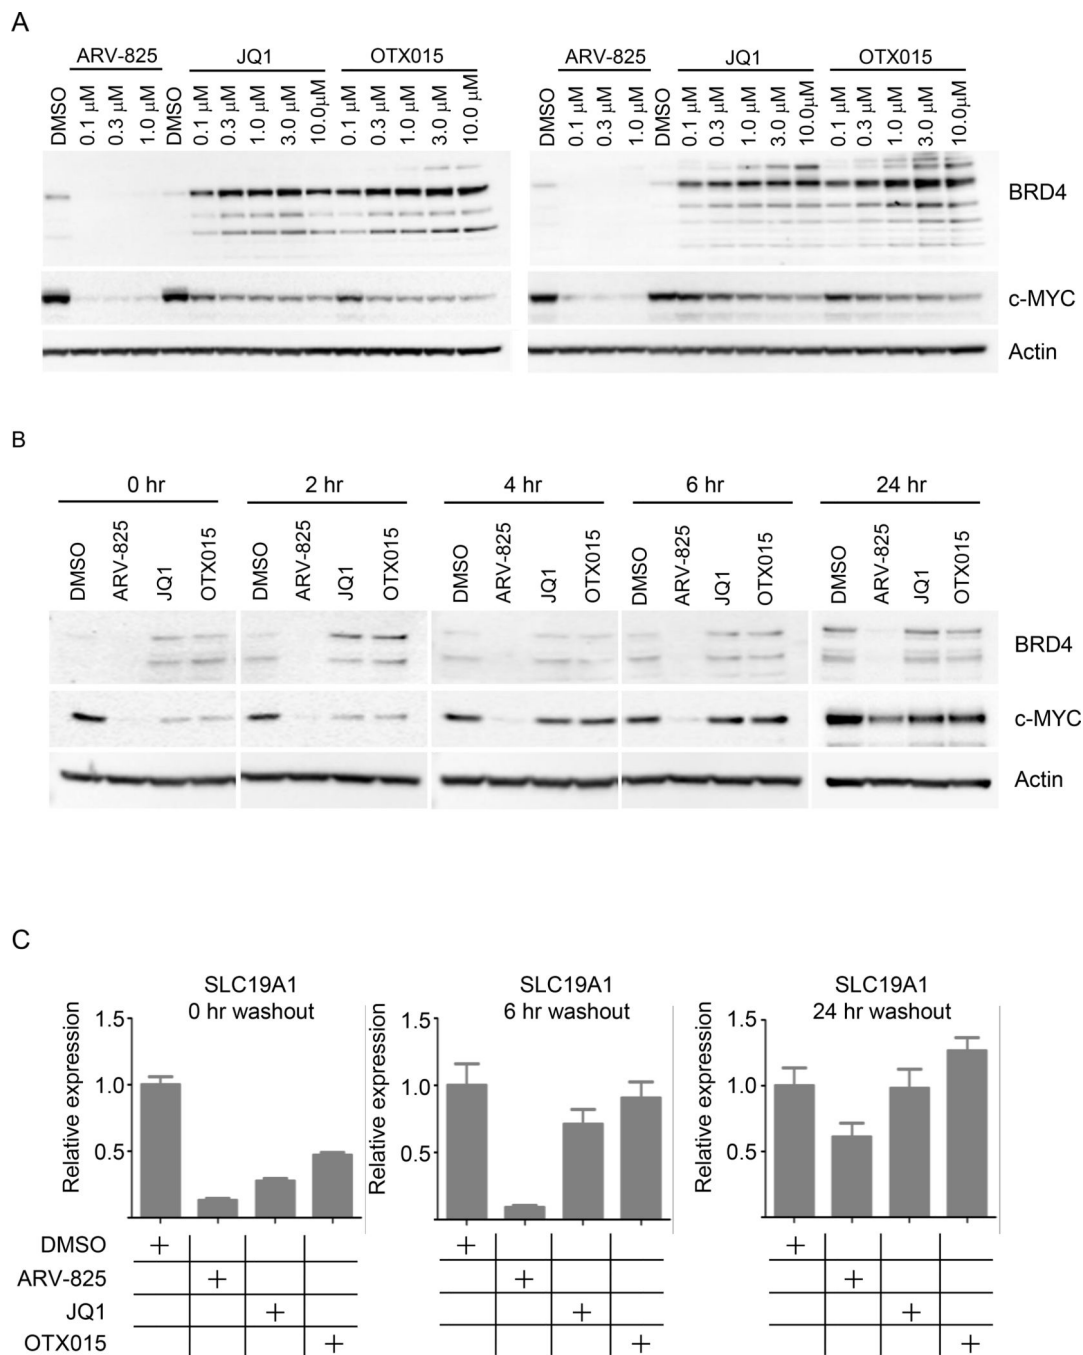 A
ARV-825 JQ1 OTX015 ARV-825 JQ1 OTX015
DMSO 0.1 μM 0.3 μM 1.0 μM DMSO 0.1 μM 0.3 μM 1.0 μM 3.0 μM 10.0μM 0.1 μM 0.3 μM 1.0 μM 3.0 μM 10.0 μM DMSO 0.1 μM 0.3 μM 1.0 μM DMSO 0.1 μM 0.3 μM 1.0 μM 3.0 μM 10.0μM 0.1 μM 0.3 μM 1.0 μM 3.0 μM 10.0 μM
BRD4
c-MYC
Actin
B
0 hr 2 hr 4 hr 6 hr 24 hr
DMSO ARV-825 JQ1 OTX015 DMSO ARV-825 JQ1 OTX015 DMSO ARV-825 JQ1 OTX015 DMSO ARV-825 JQ1 OTX015 DMSO ARV-825 JQ1 OTX015
BRD4
c-MYC
Actin
C
SLC19A1
0 hr washout
Relative expression
1.5
1.0
0.5
SLC19A1
6 hr washout
Relative expression
1.5
1.0
0.5
SLC19A1
24 hr washout
Relative expression
1.5
1.0
0.5
DMSO + + +
ARV-825 + + +
JQ1 + + +
OTX015 + + +